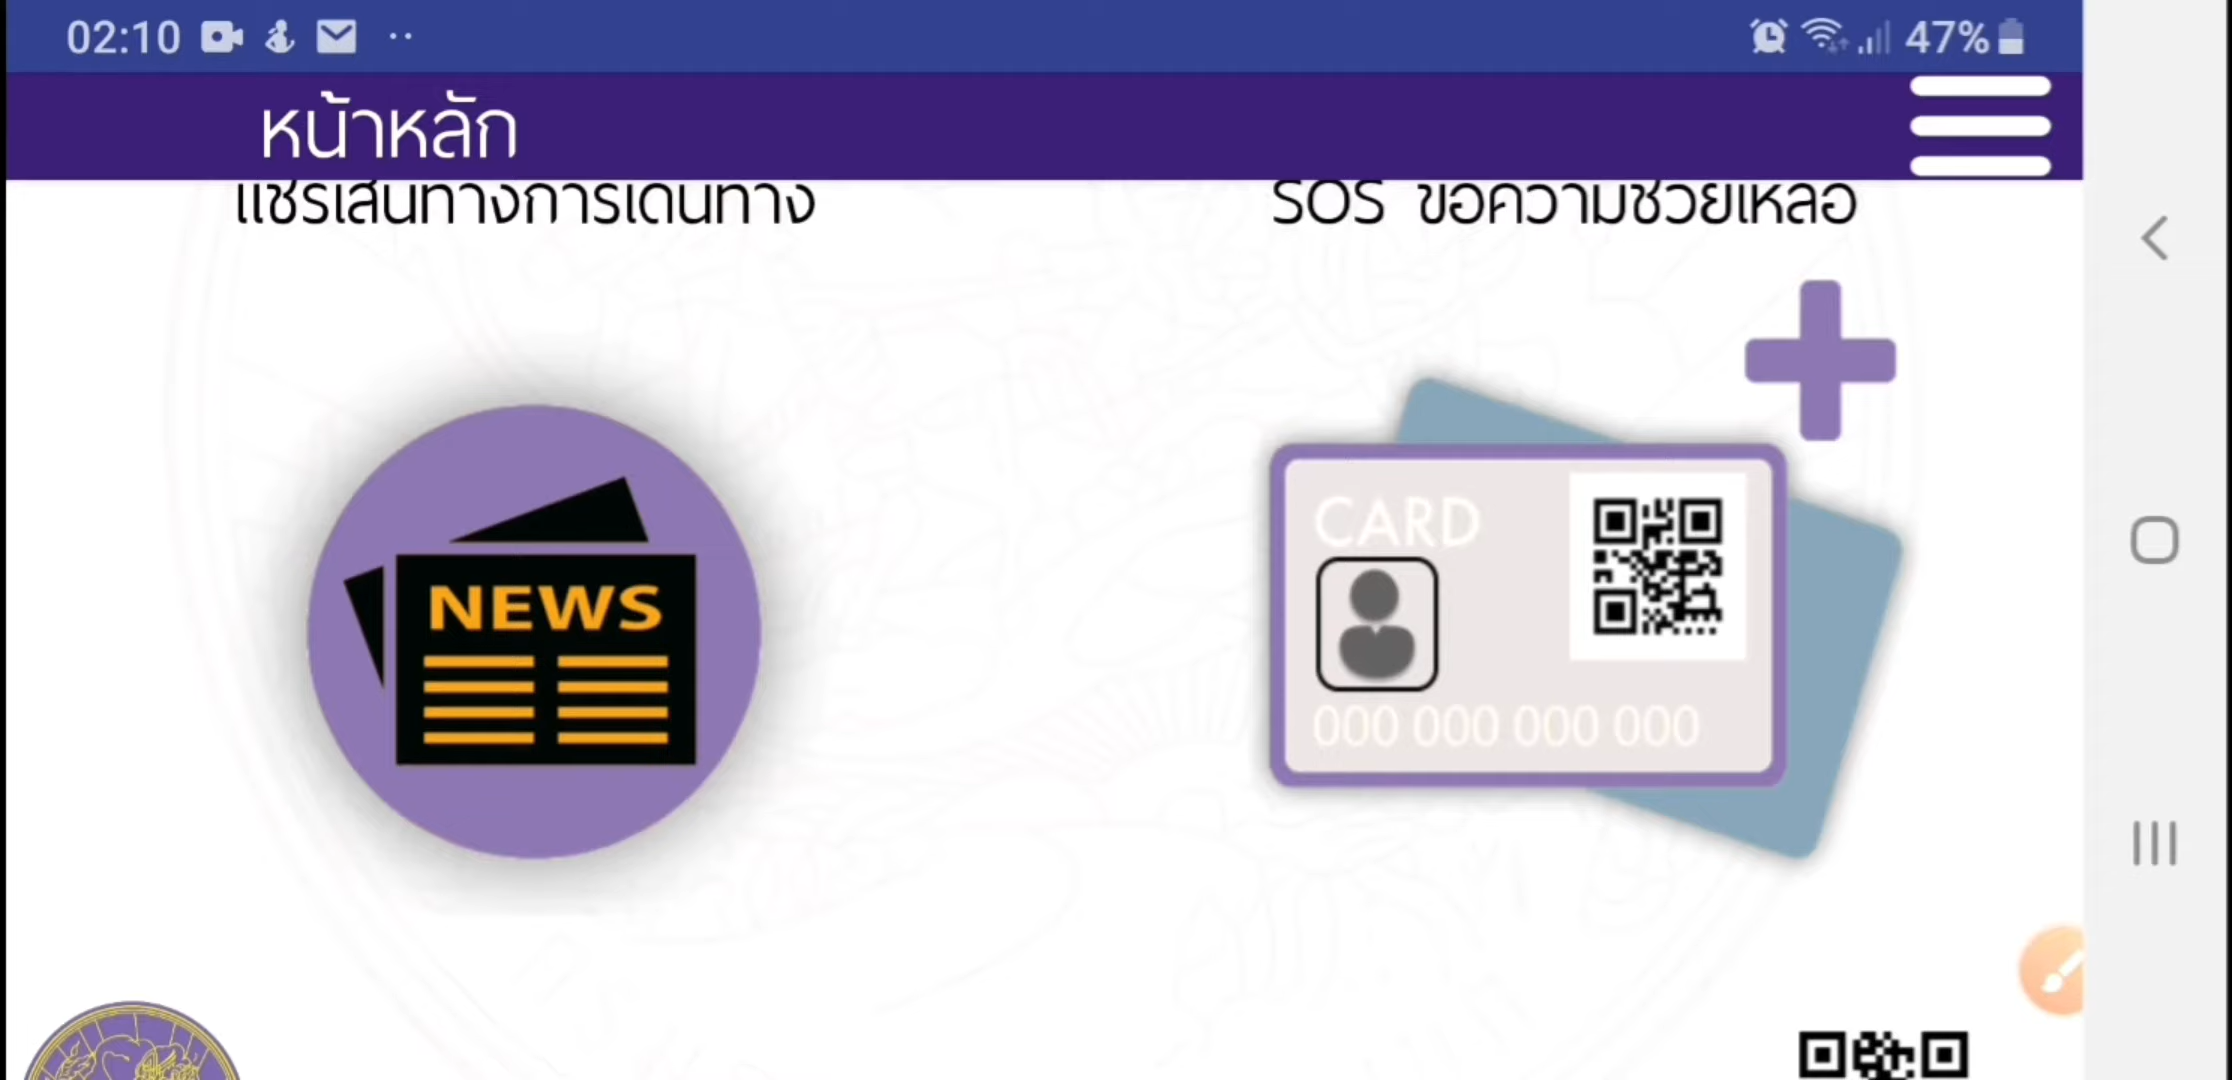 02:10
47%
หน้าหลัก
แชร์เส้นทางการเดินทาง
SOS ขอความช่วยเหลือ
NEWS
CARD
000 000 000 000